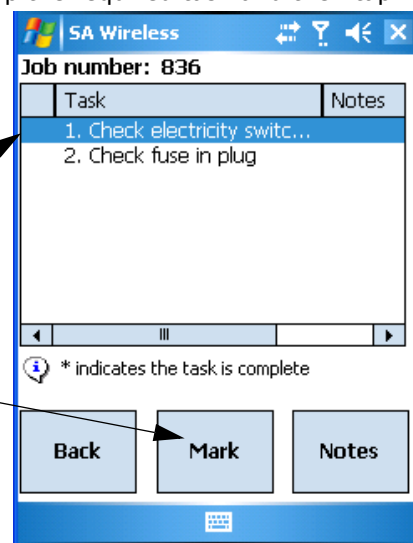 SA Wireless
Job number: 836
Task Notes
1. Check electricity switc...
2. Check fuse in plug
* indicates the task is complete
Back Mark Notes